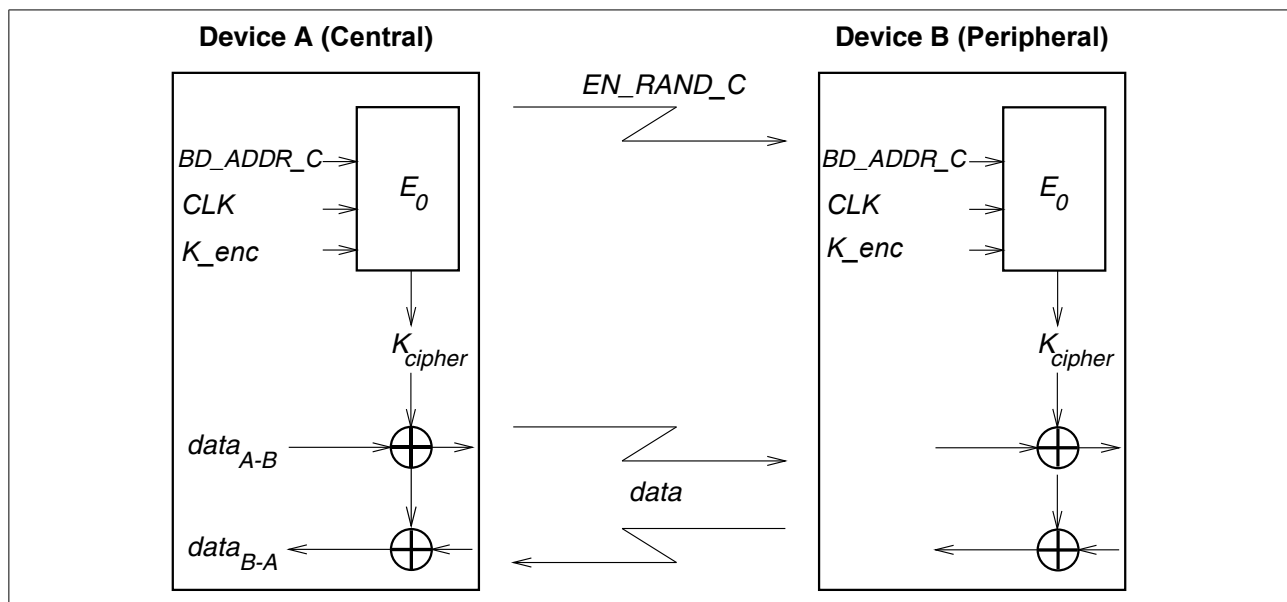 Device A (Central)
Device B (Peripheral)
EN_RAND_C
BD_ADDR_C
CLK
K_enc
E0
BD_ADDR_C
CLK
K_enc
E0
Kcipher
Kcipher
dataA-B
data
dataB-A